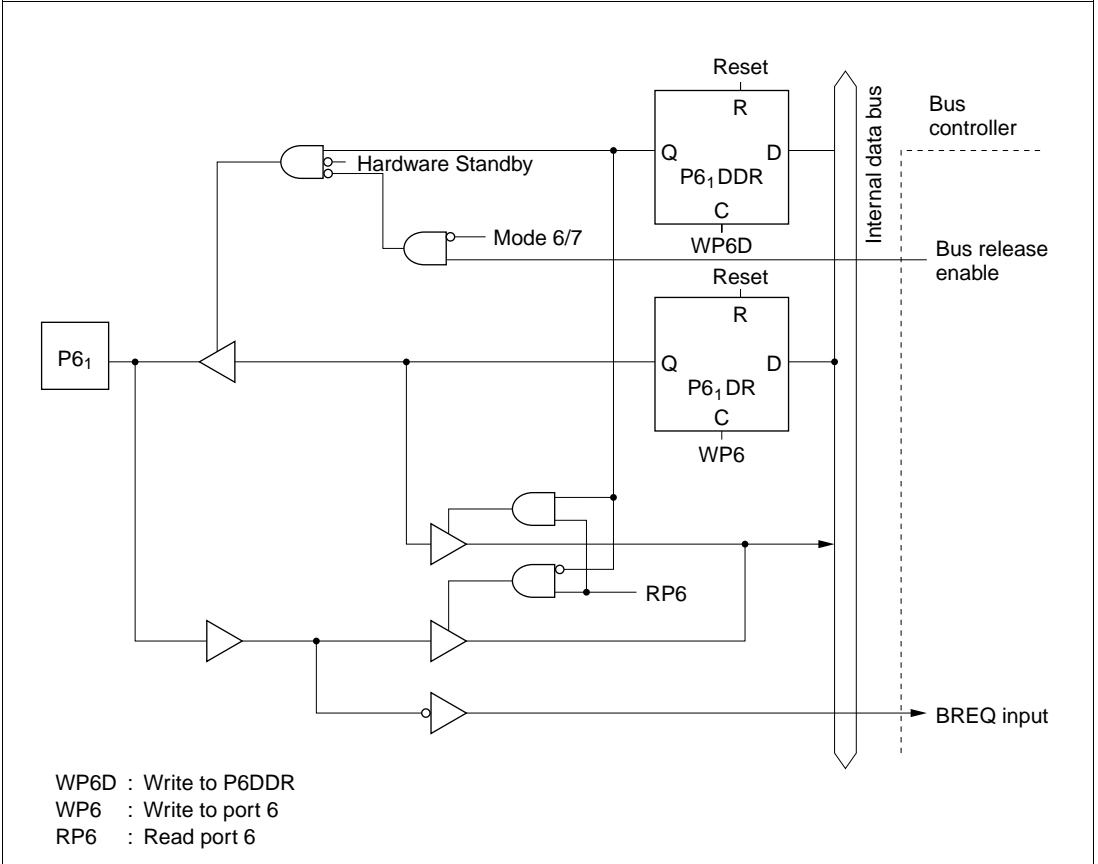 Reset
R
Q
D
P6₁DDR
C
WP6D
Hardware Standby
Mode 6/7
Internal data bus
Bus
controller
Bus release
enable
Reset
R
Q
D
P6₁DR
C
WP6
P6₁
RP6
BREQ input
WP6D : Write to P6DDR
WP6 : Write to port 6
RP6 : Read port 6